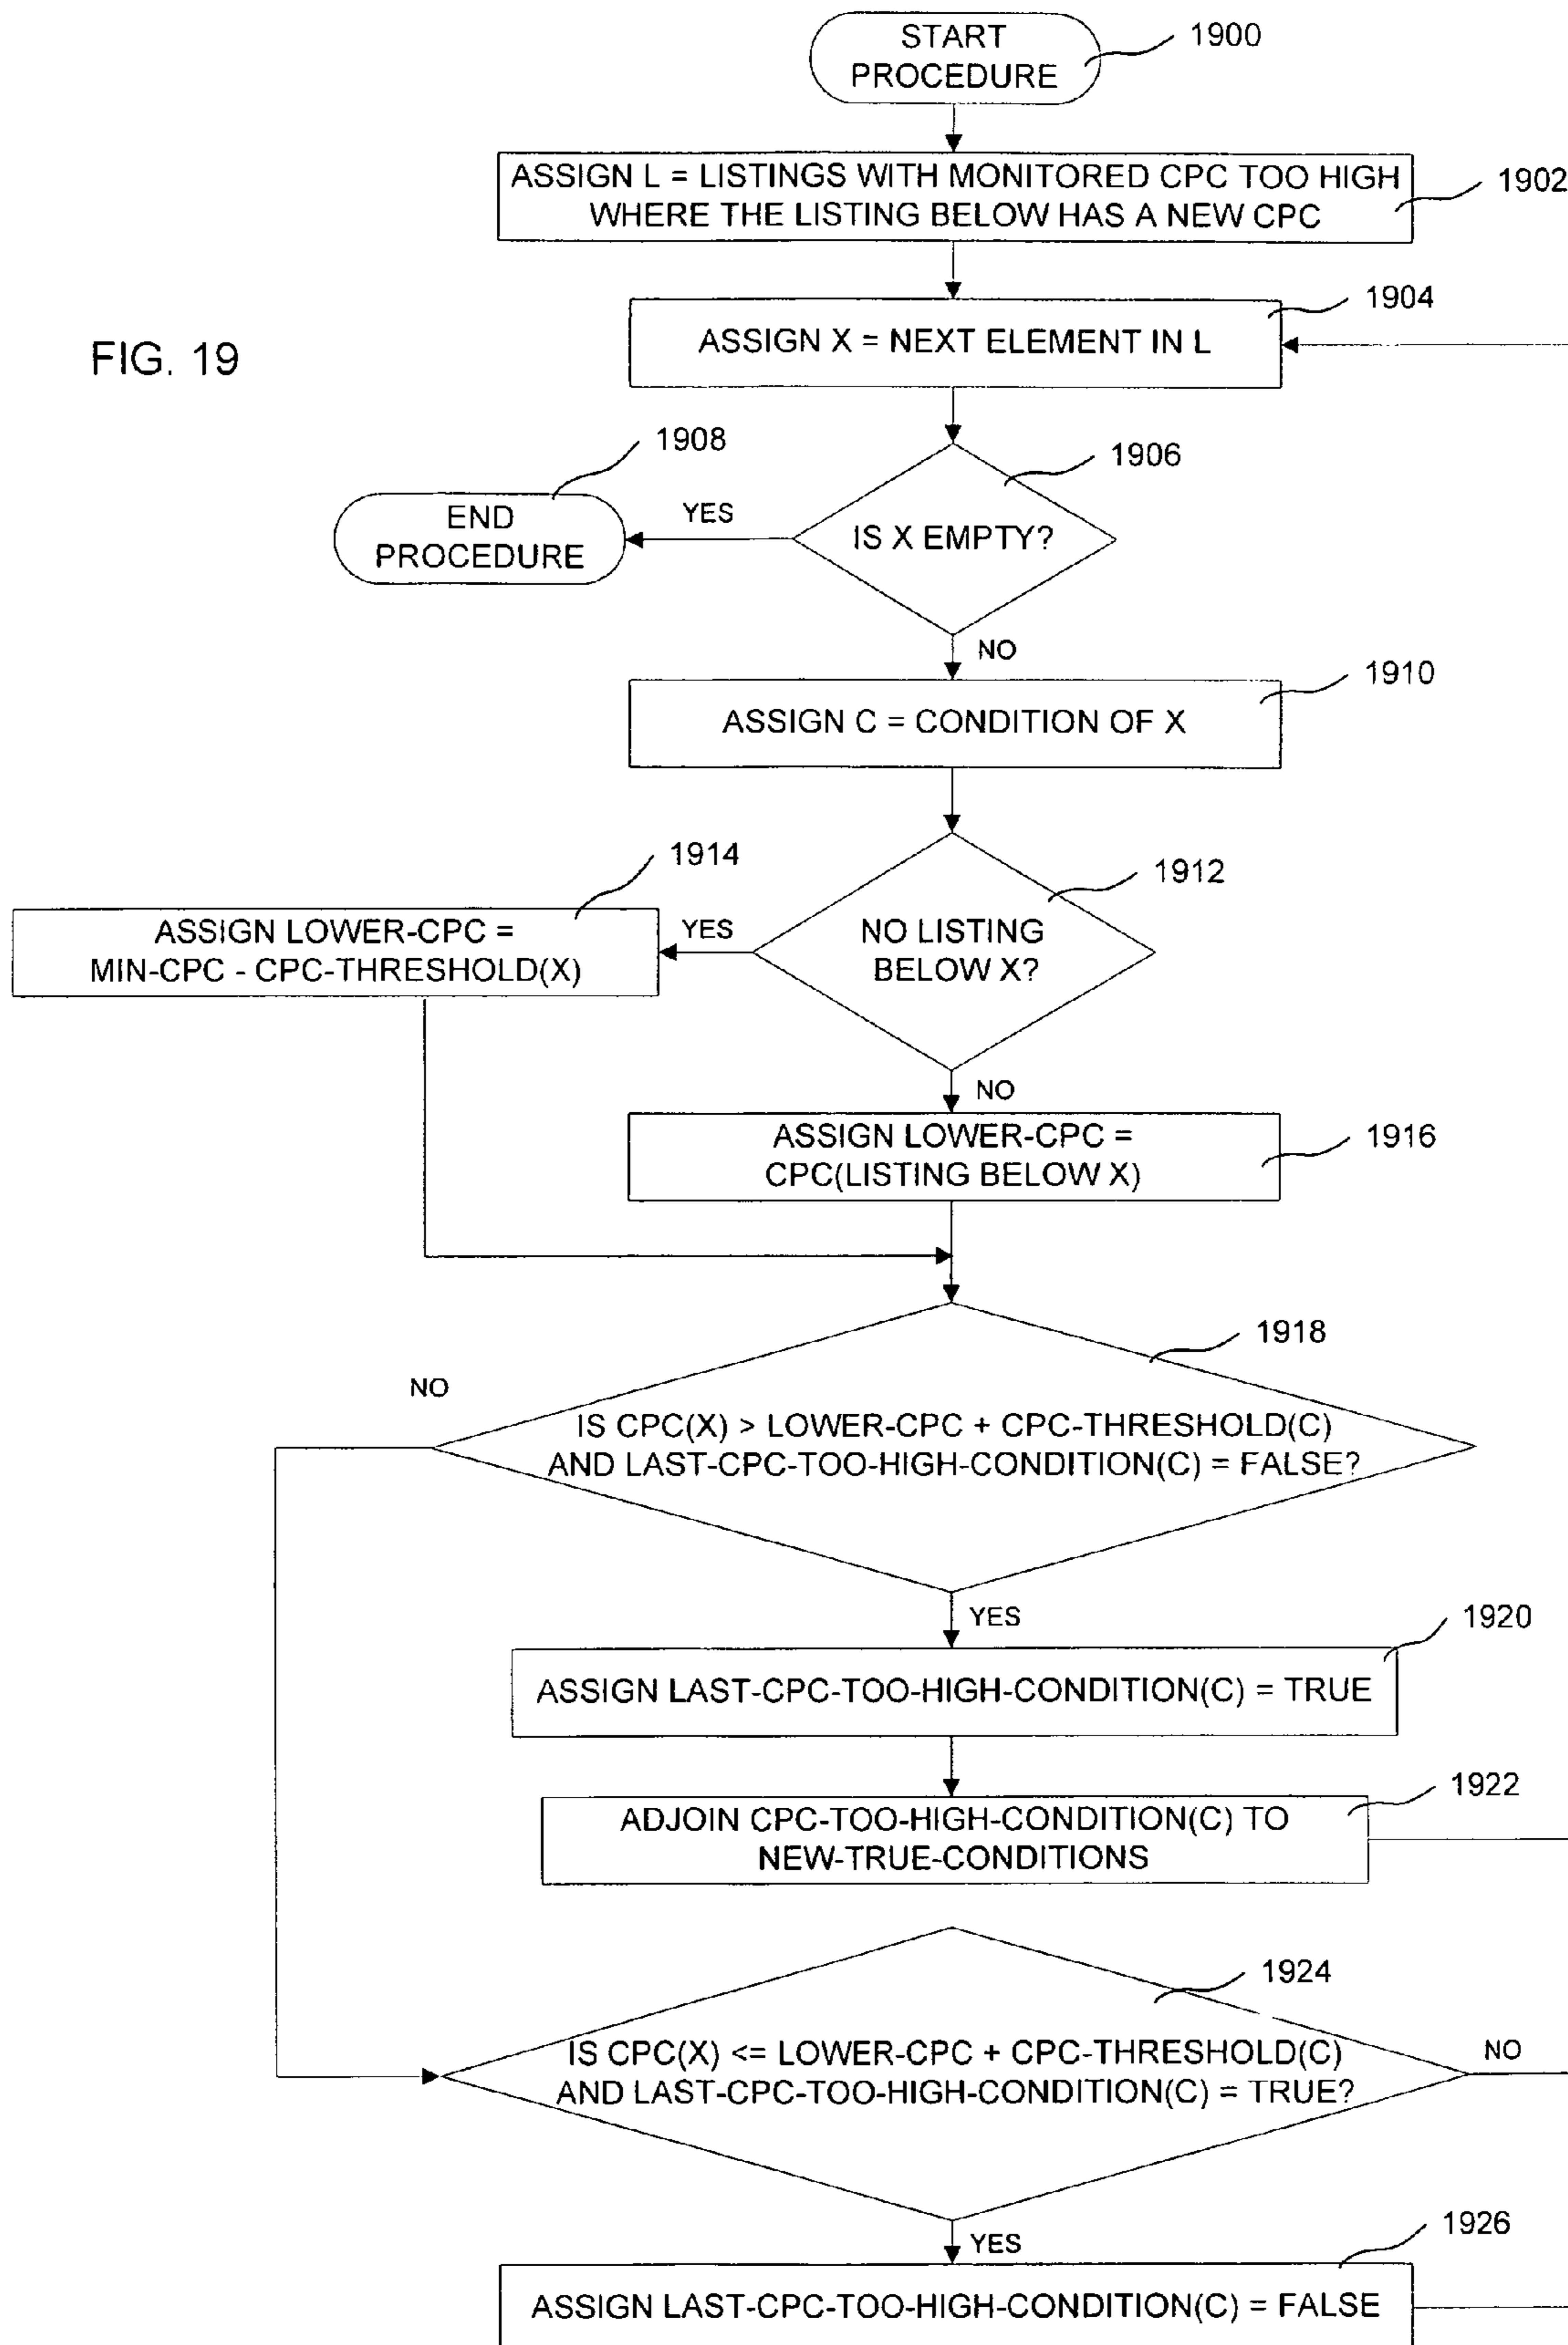 START
PROCEDURE
1900
ASSIGN L = LISTINGS WITH MONITORED CPC TOO HIGH
WHERE THE LISTING BELOW HAS A NEW CPC
1902
FIG. 19
ASSIGN X = NEXT ELEMENT IN L
1904
1908
END
PROCEDURE
YES
IS X EMPTY?
1906
NO
ASSIGN C = CONDITION OF X
1910
1914
ASSIGN LOWER-CPC =
MIN-CPC - CPC-THRESHOLD(X)
YES
NO LISTING
BELOW X?
1912
NO
ASSIGN LOWER-CPC =
CPC(LISTING BELOW X)
1916
1918
NO
IS CPC(X) > LOWER-CPC + CPC-THRESHOLD(C)
AND LAST-CPC-TOO-HIGH-CONDITION(C) = FALSE?
YES
1920
ASSIGN LAST-CPC-TOO-HIGH-CONDITION(C) = TRUE
1922
ADJOIN CPC-TOO-HIGH-CONDITION(C) TO
NEW-TRUE-CONDITIONS
1924
IS CPC(X) <= LOWER-CPC + CPC-THRESHOLD(C)
AND LAST-CPC-TOO-HIGH-CONDITION(C) = TRUE?
NO
YES
1926
ASSIGN LAST-CPC-TOO-HIGH-CONDITION(C) = FALSE